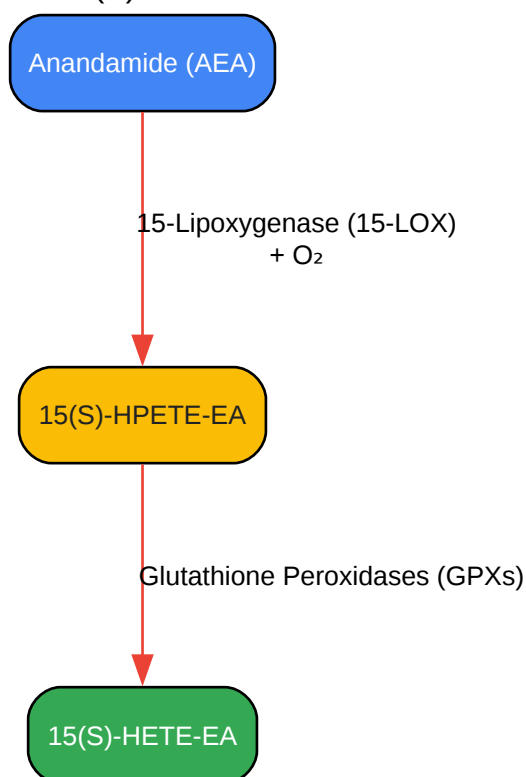 Anandamide (AEA)
15-Lipoxygenase (15-LOX)
+ O₂
15(S)-HPETE-EA
Glutathione Peroxidases (GPXs)
15(S)-HETE-EA